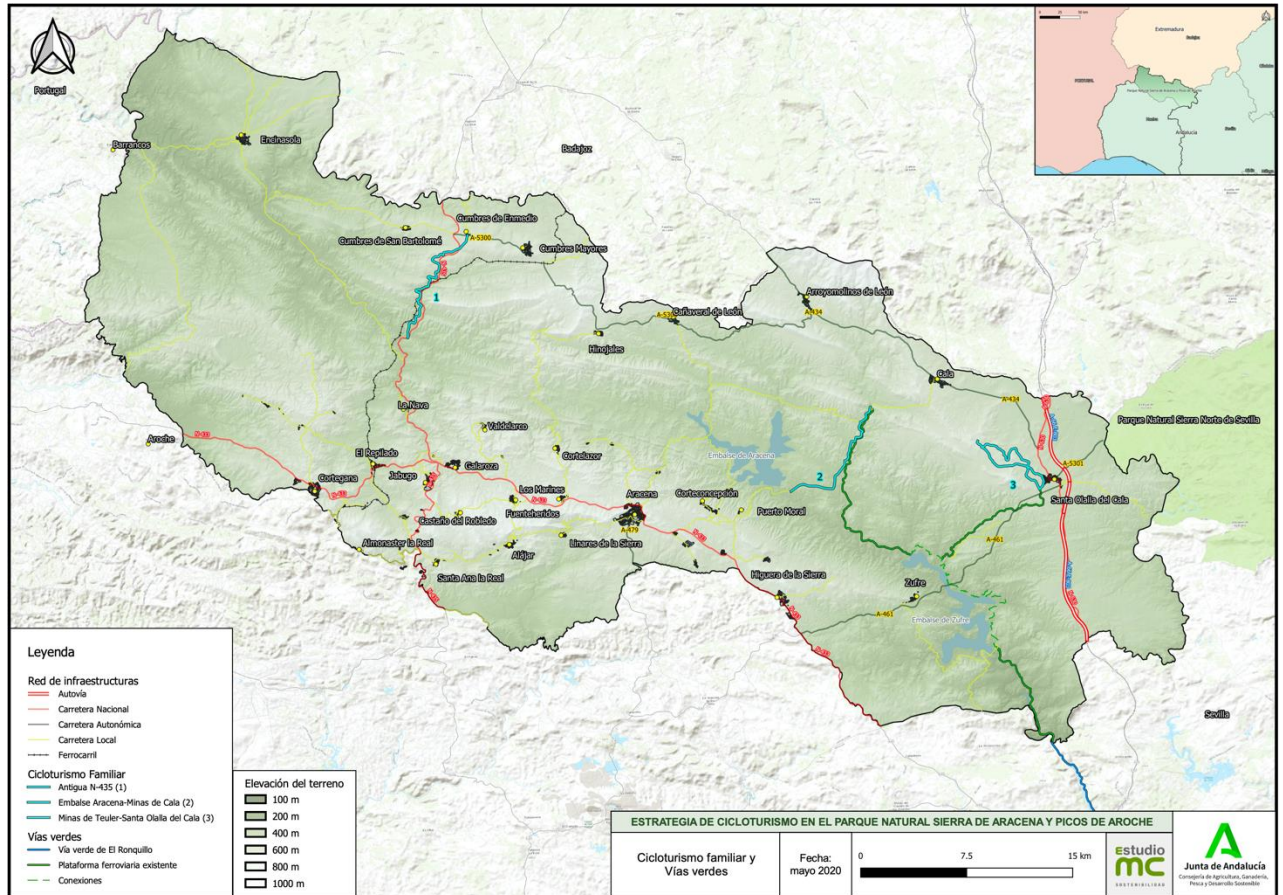 Portugal
Barrancos
Encinasola
Badajoz
Cumbres de Enmedio
Cumbres de San Bartolomé
A-5300
Cumbres Mayores
1
Arroyomolinos de León
A-434
Cañaveral de León
Hinojales
Cala
A-434
Parque Natural Sierra Norte de Sevilla
La Nava
Valdelarco
Aroche
N-433
El Repilado
Galaroza
Cortelazor
Embalse de Aracena
2
A-5301
3
Santa Olalla del Cala
Cortegana
Jabugo
Los Marines
Aracena
Corteconcepción
Puerto Moral
Fuenteheridos
Castaño del Robledo
A-479
Linares de la Sierra
Almonaster la Real
Alájar
Santa Ana la Real
A-461
Higuera de la Sierra
Zufre
A-461
Embalse de Zufre
Sevilla
Extremadura
Badajoz
PORTUGAL
Huelva
Andalucía
Sevilla
Leyenda
Red de infraestructuras
Autovía
Carretera Nacional
Carretera Autonómica
Carretera Local
Ferrocarril
Cicloturismo Familiar
Antigua N-435 (1)
Embalse Aracena-Minas de Cala (2)
Minas de Teuler-Santa Olalla del Cala (3)
Vías verdes
Vía verde de El Ronquillo
Plataforma ferroviaria existente
Conexiones
Elevación del terreno
100 m
200 m
400 m
600 m
800 m
1000 m
ESTRATEGIA DE CICLOTURISMO EN EL PARQUE NATURAL SIERRA DE ARACENA Y PICOS DE AROCHE
Cicloturismo familiar y
Vías verdes
Fecha:
mayo 2020
0 7.5 15 km
estudio
mc
SOSTENIBILIDAD
Junta de Andalucía
Consejería de Agricultura, Ganadería,
Pesca y Desarrollo Sostenible